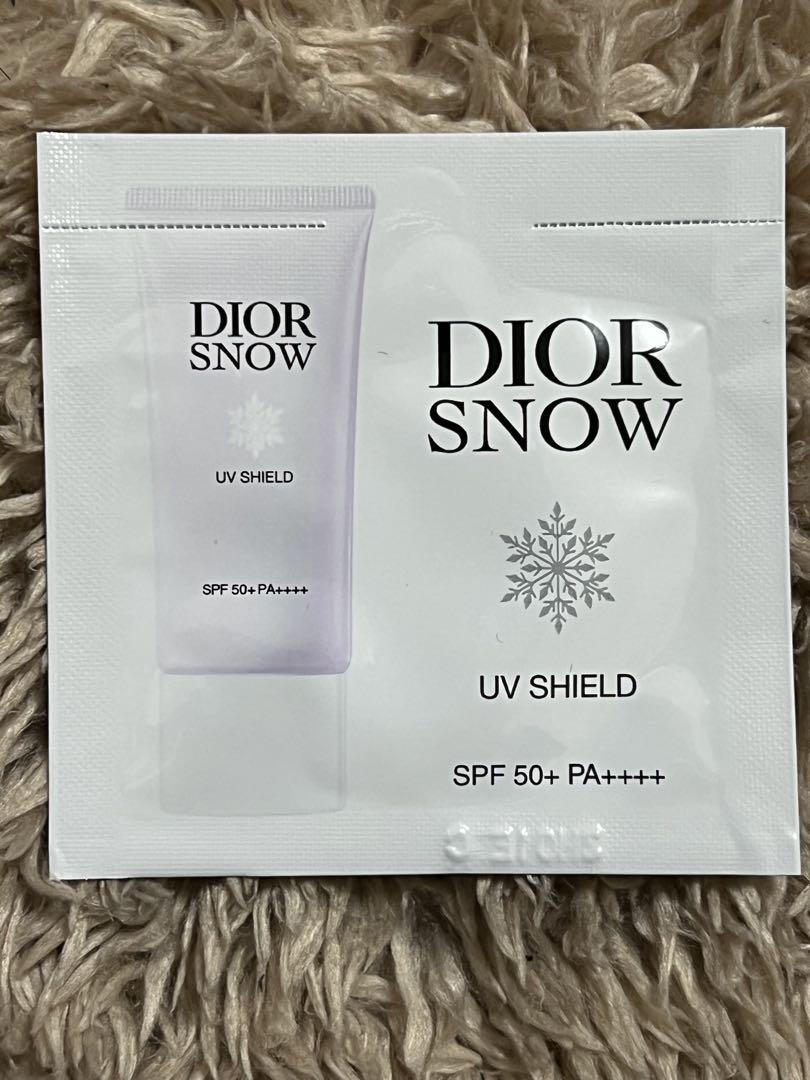 DIOR
SNOW
UV SHIELD
SPF 50+ PA++++
DIOR
SNOW
UV SHIELD
SPF 50+ PA++++